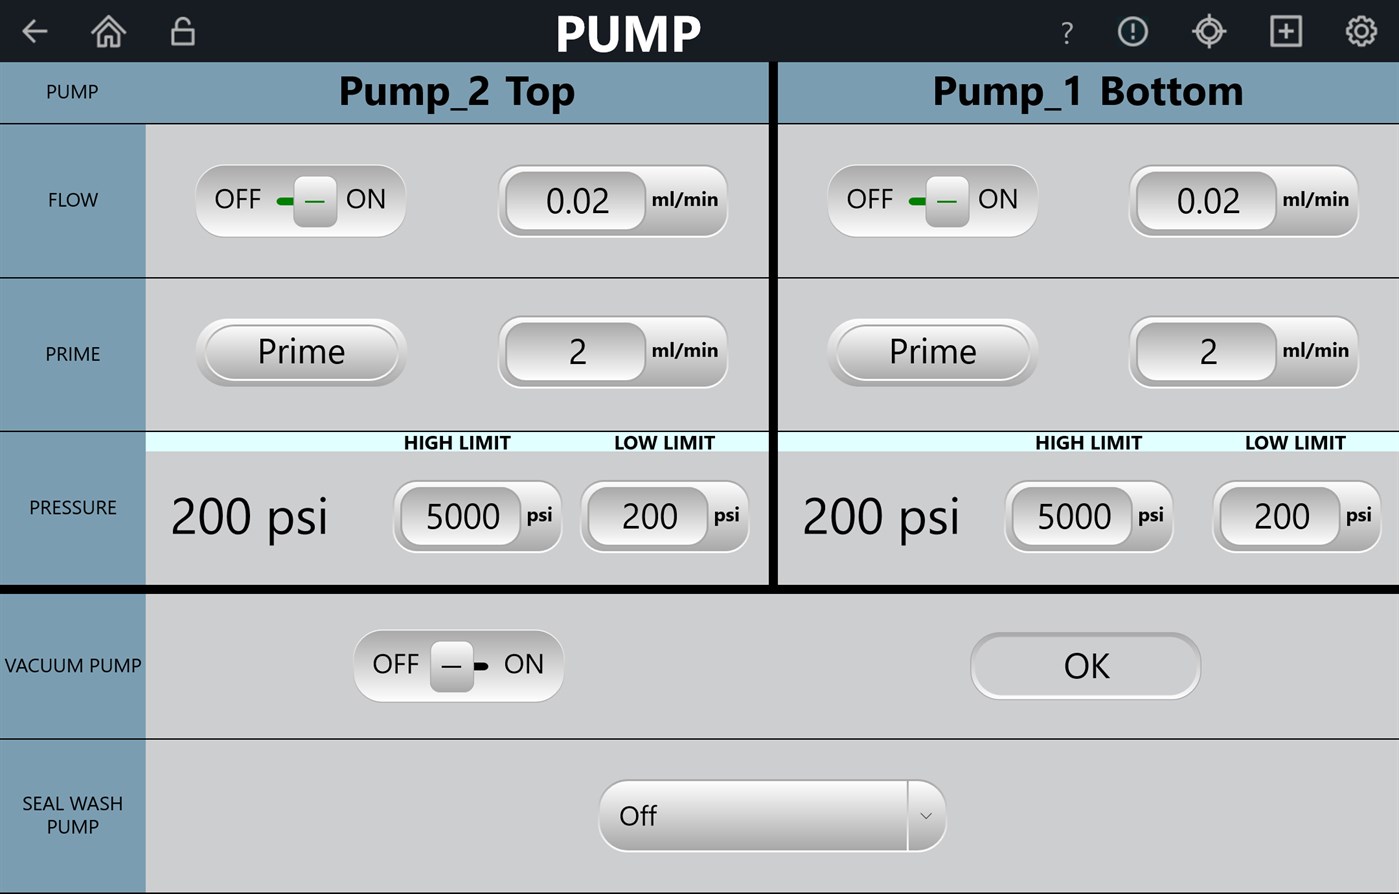 PUMP
?
PUMP
Pump_2 Top
Pump_1 Bottom
FLOW
OFF ON
0.02 ml/min
OFF ON
0.02 ml/min
PRIME
Prime
2 ml/min
Prime
2 ml/min
HIGH LIMIT LOW LIMIT
HIGH LIMIT LOW LIMIT
PRESSURE
200 psi
5000 psi
200 psi
200 psi
5000 psi
200 psi
VACUUM PUMP
OFF ON
OK
SEAL WASH
PUMP
Off